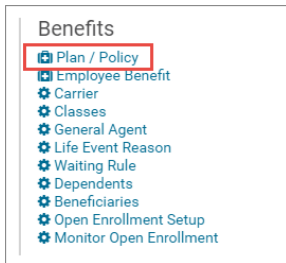 Benefits
Plan / Policy
Employee Benefit
Carrier
Classes
General Agent
Life Event Reason
Waiting Rule
Dependents
Beneficiaries
Open Enrollment Setup
Monitor Open Enrollment